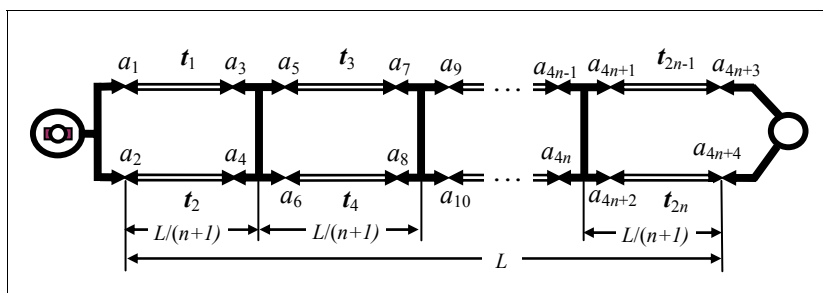 a1 t1 a3 a5 t3 a7 a9 a4n-1 a4n+1 t2n-1 a4n+3
...
a2 a4 a8 a4n a4n+4
...
t2 a6 t4 a10 a4n+2 t2n
L/(n+1) L/(n+1) L/(n+1)
L